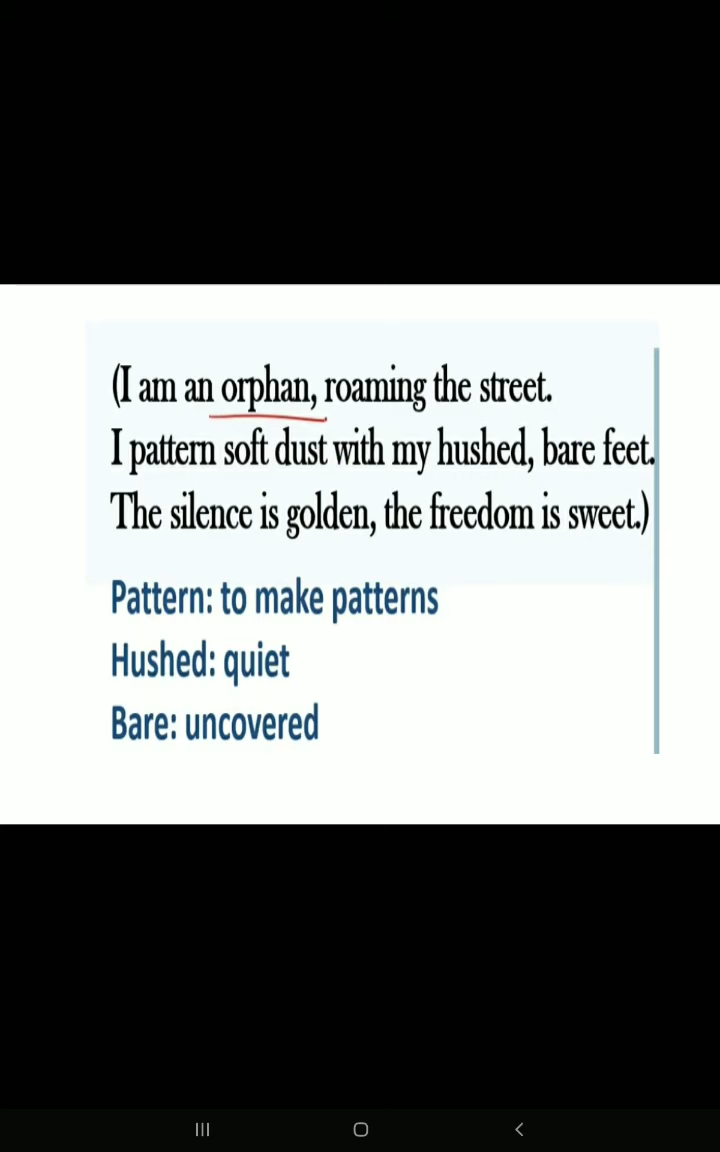 (I am an orphan, roaming the street.
I pattern soft dust with my hushed, bare feet.
The silence is golden, the freedom is sweet.)
Pattern: to make patterns
Hushed: quiet
Bare: uncovered